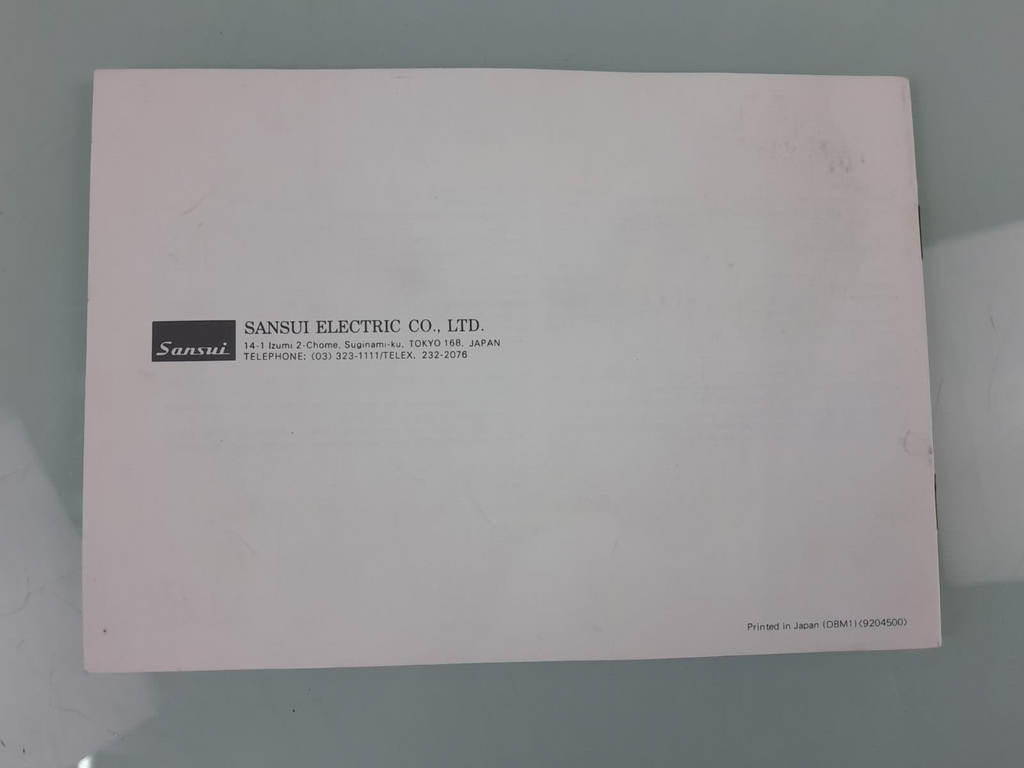 Sansui
SANSUI ELECTRIC CO., LTD.
14-1 Izumi 2-Chome, Suginami-ku, TOKYO 168, JAPAN
TELEPHONE: (03) 323-1111/TELEX. 232-2076
Printed in Japan (D8M1)<9204500>